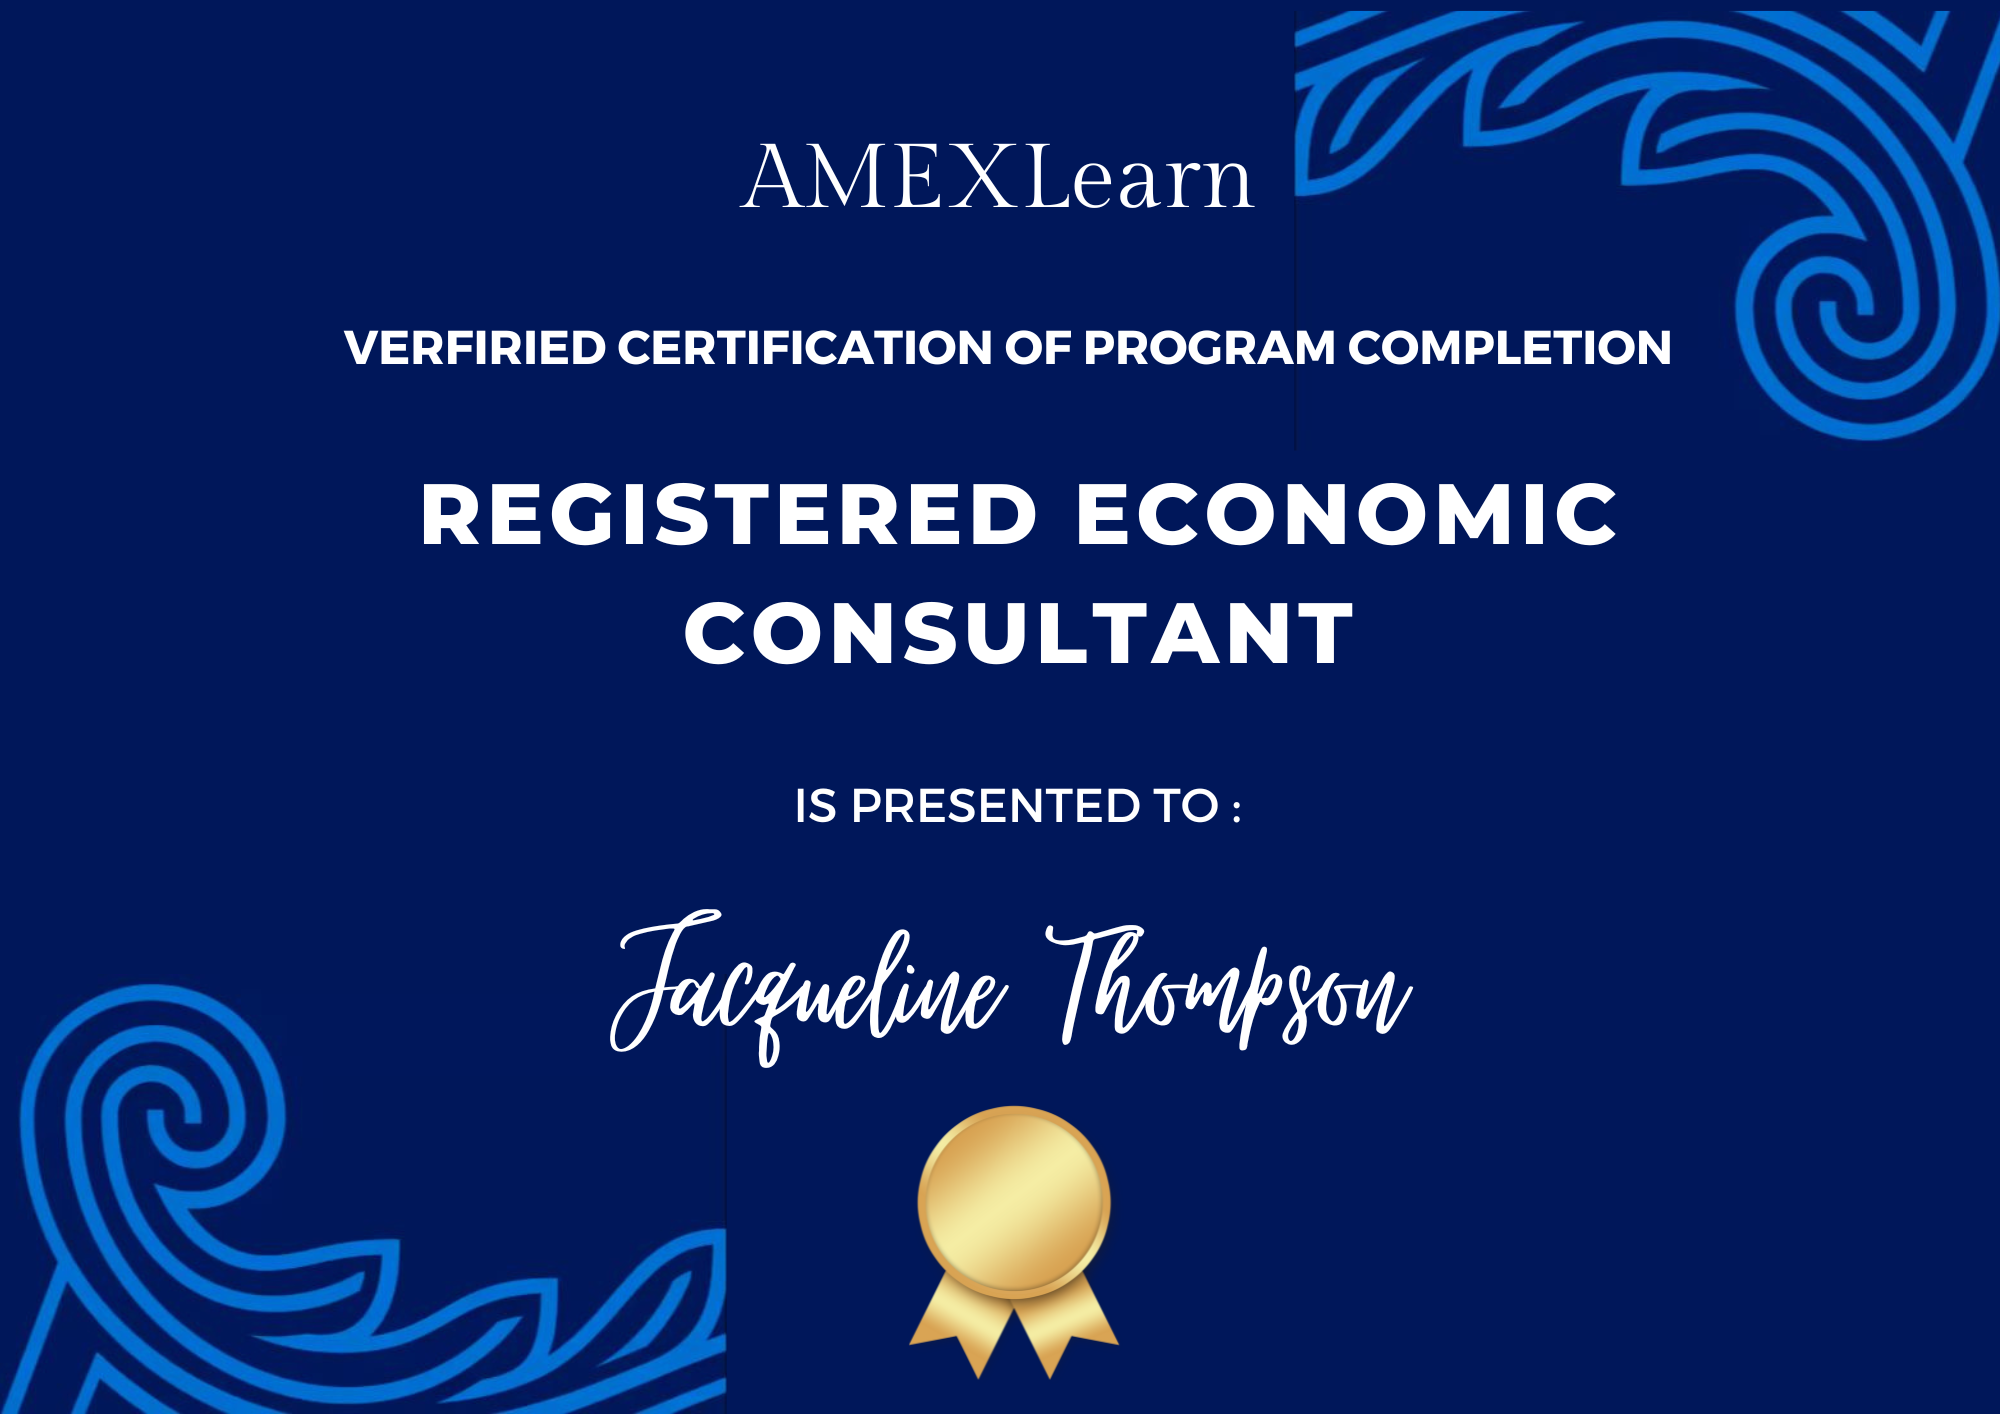 AMEXLearn
VERFIRIED CERTIFICATION OF PROGRAM COMPLETION
REGISTERED ECONOMIC
CONSULTANT
IS PRESENTED TO :
Jacqueline Thompson